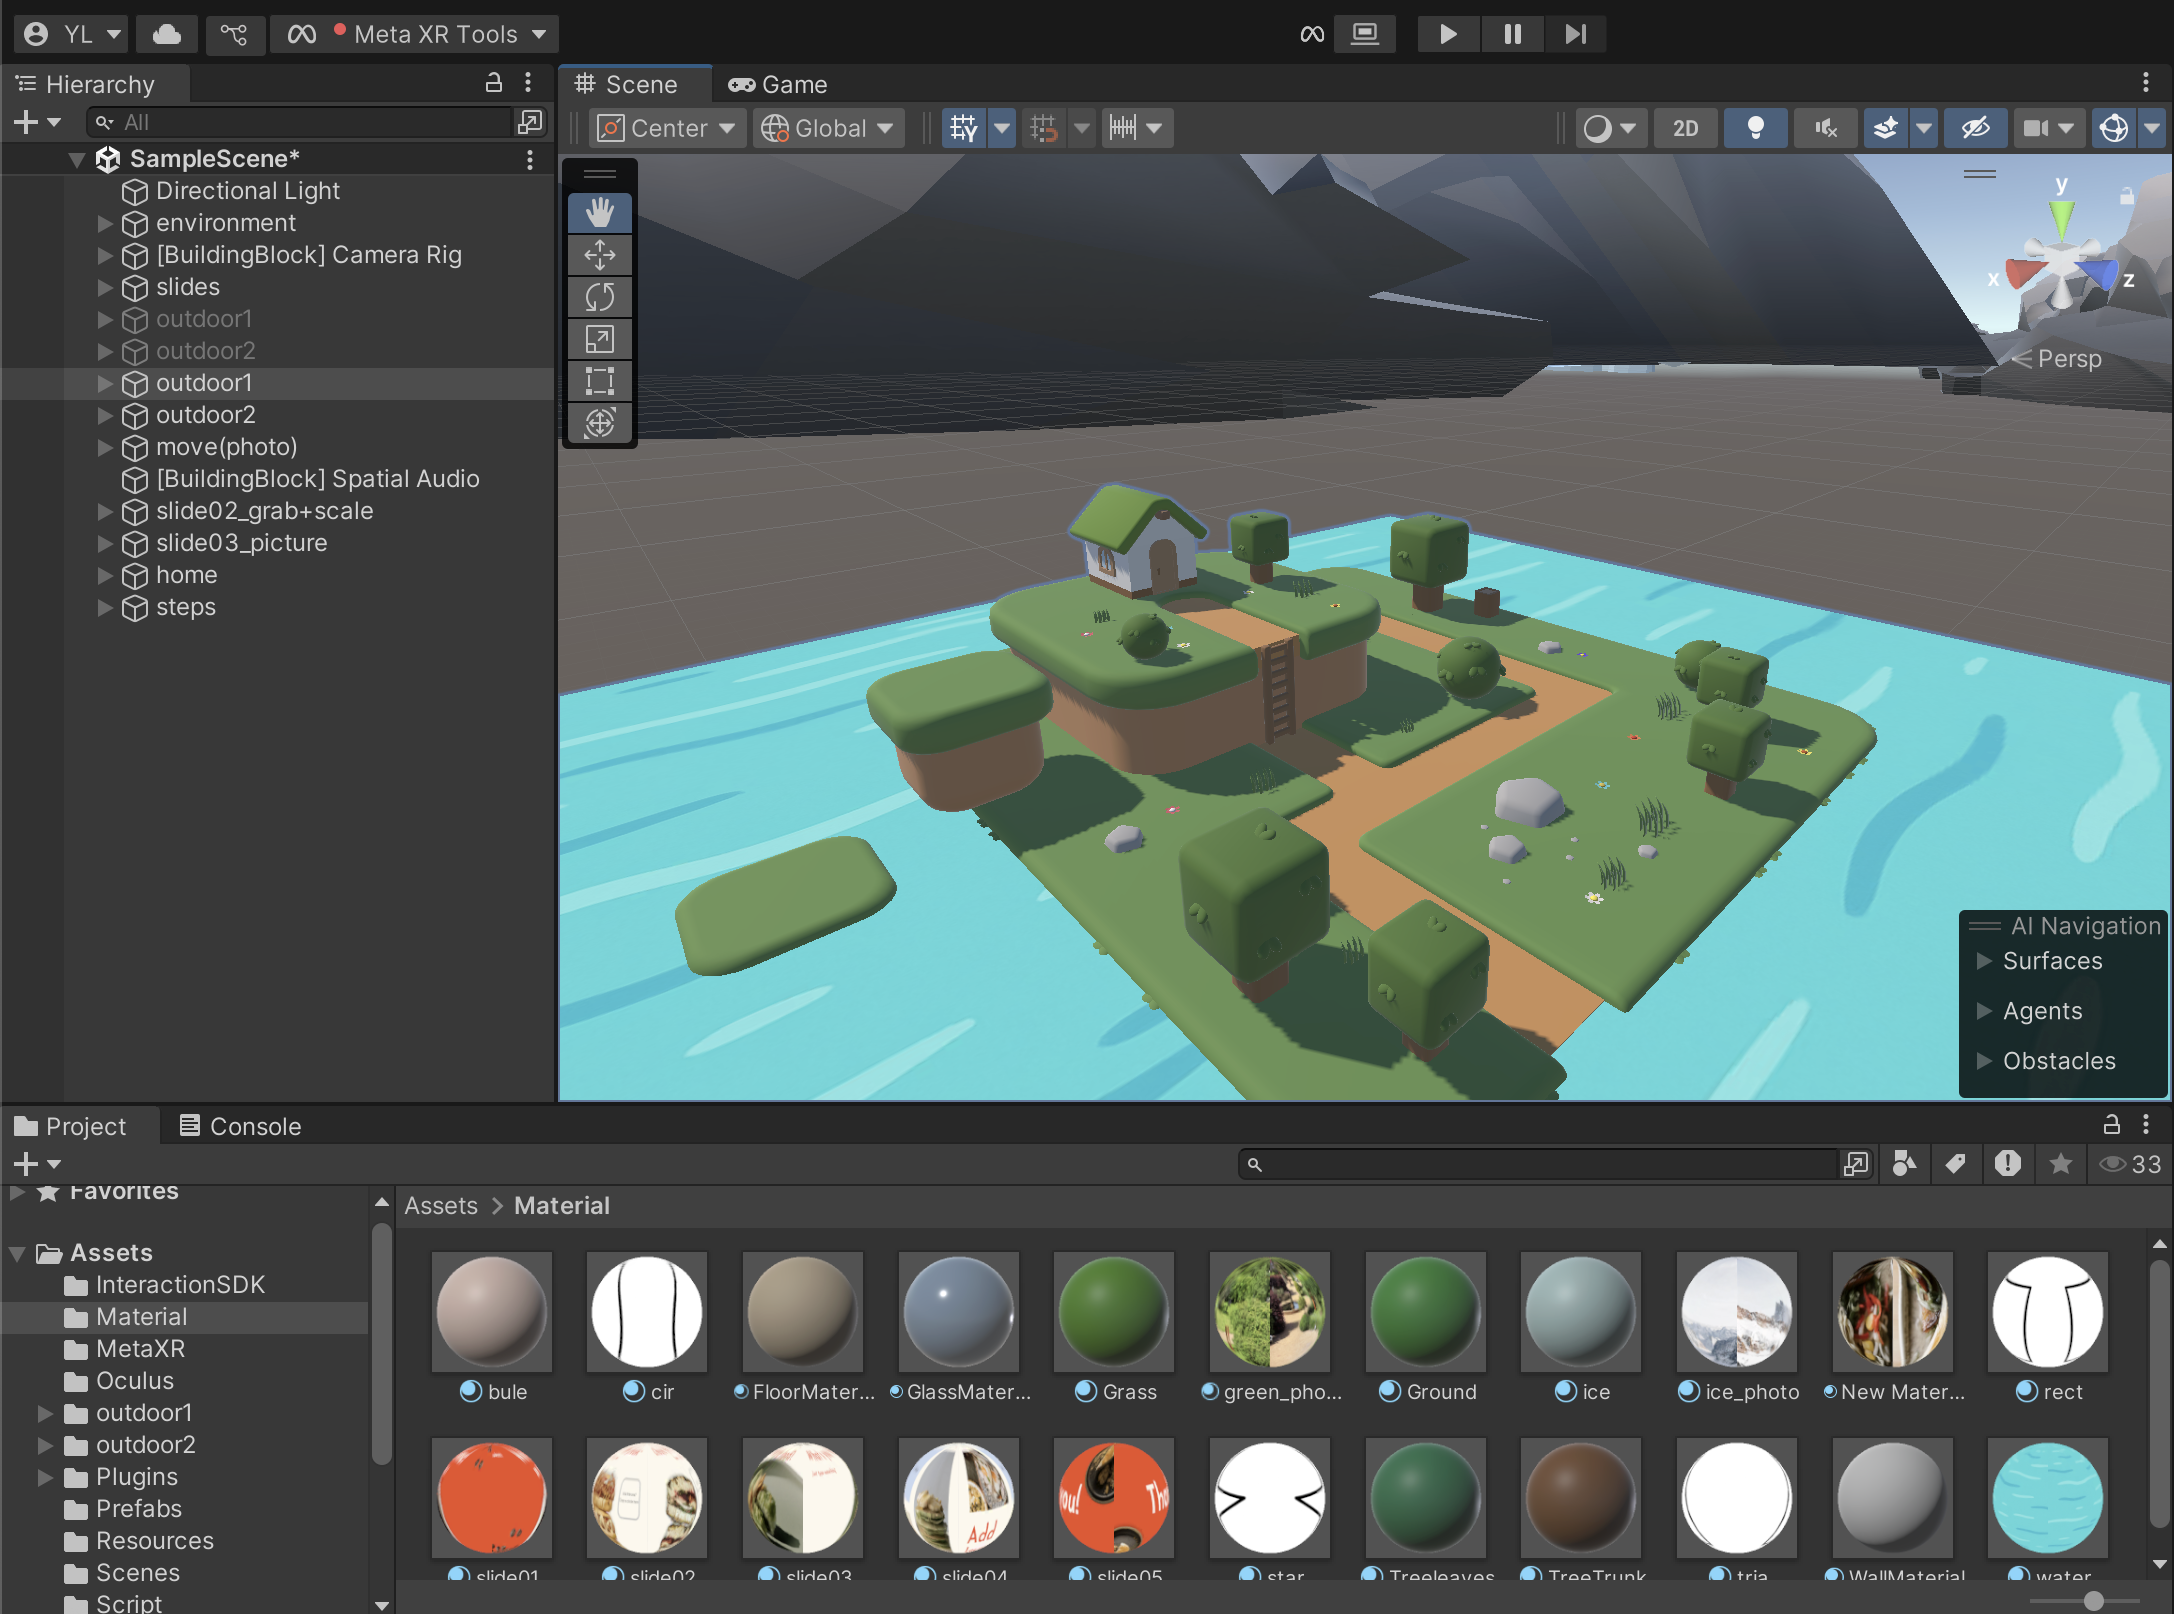 YL
Meta XR Tools
Hierarchy
Scene
Game
All
Center
Global
2D
SampleScene*
Directional Light
environment
[BuildingBlock] Camera Rig
slides
outdoor1
outdoor2
outdoor1
outdoor2
move(photo)
[BuildingBlock] Spatial Audio
slide02_grab+scale
slide03_picture
home
steps
y
x
z
Persp
AI Navigation
Surfaces
Agents
Obstacles
Project
Console
33
Favorites
Assets
InteractionSDK
Material
MetaXR
Oculus
outdoor1
outdoor2
Plugins
Prefabs
Resources
Scenes
Script
Assets > Material
bule
cir
FloorMater...
GlassMater...
Grass
green_pho...
Ground
ice
ice_photo
New Mater...
rect
you!
Tha
Add
slide01
slide02
slide03
slide04
slide05
star
Treeleaves
TreeTrunk
tria
WallMaterial
water